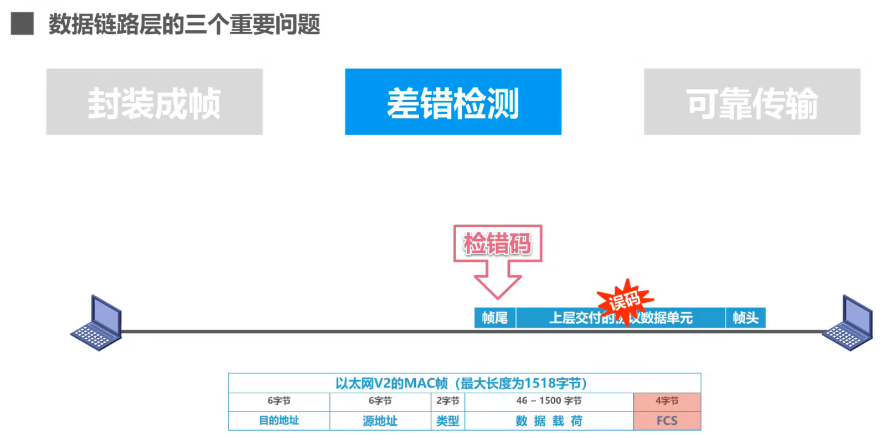 数据链路层的三个重要问题
封装成帧
差错检测
可靠传输
检错码
误码
帧尾
上层交付的协议数据单元
帧头
以太网V2的MAC帧（最大长度为1518字节）
6字节
6字节
2字节
46 ~ 1500 字节
4字节
目的地址
源地址
类型
数 据 载 荷
FCS